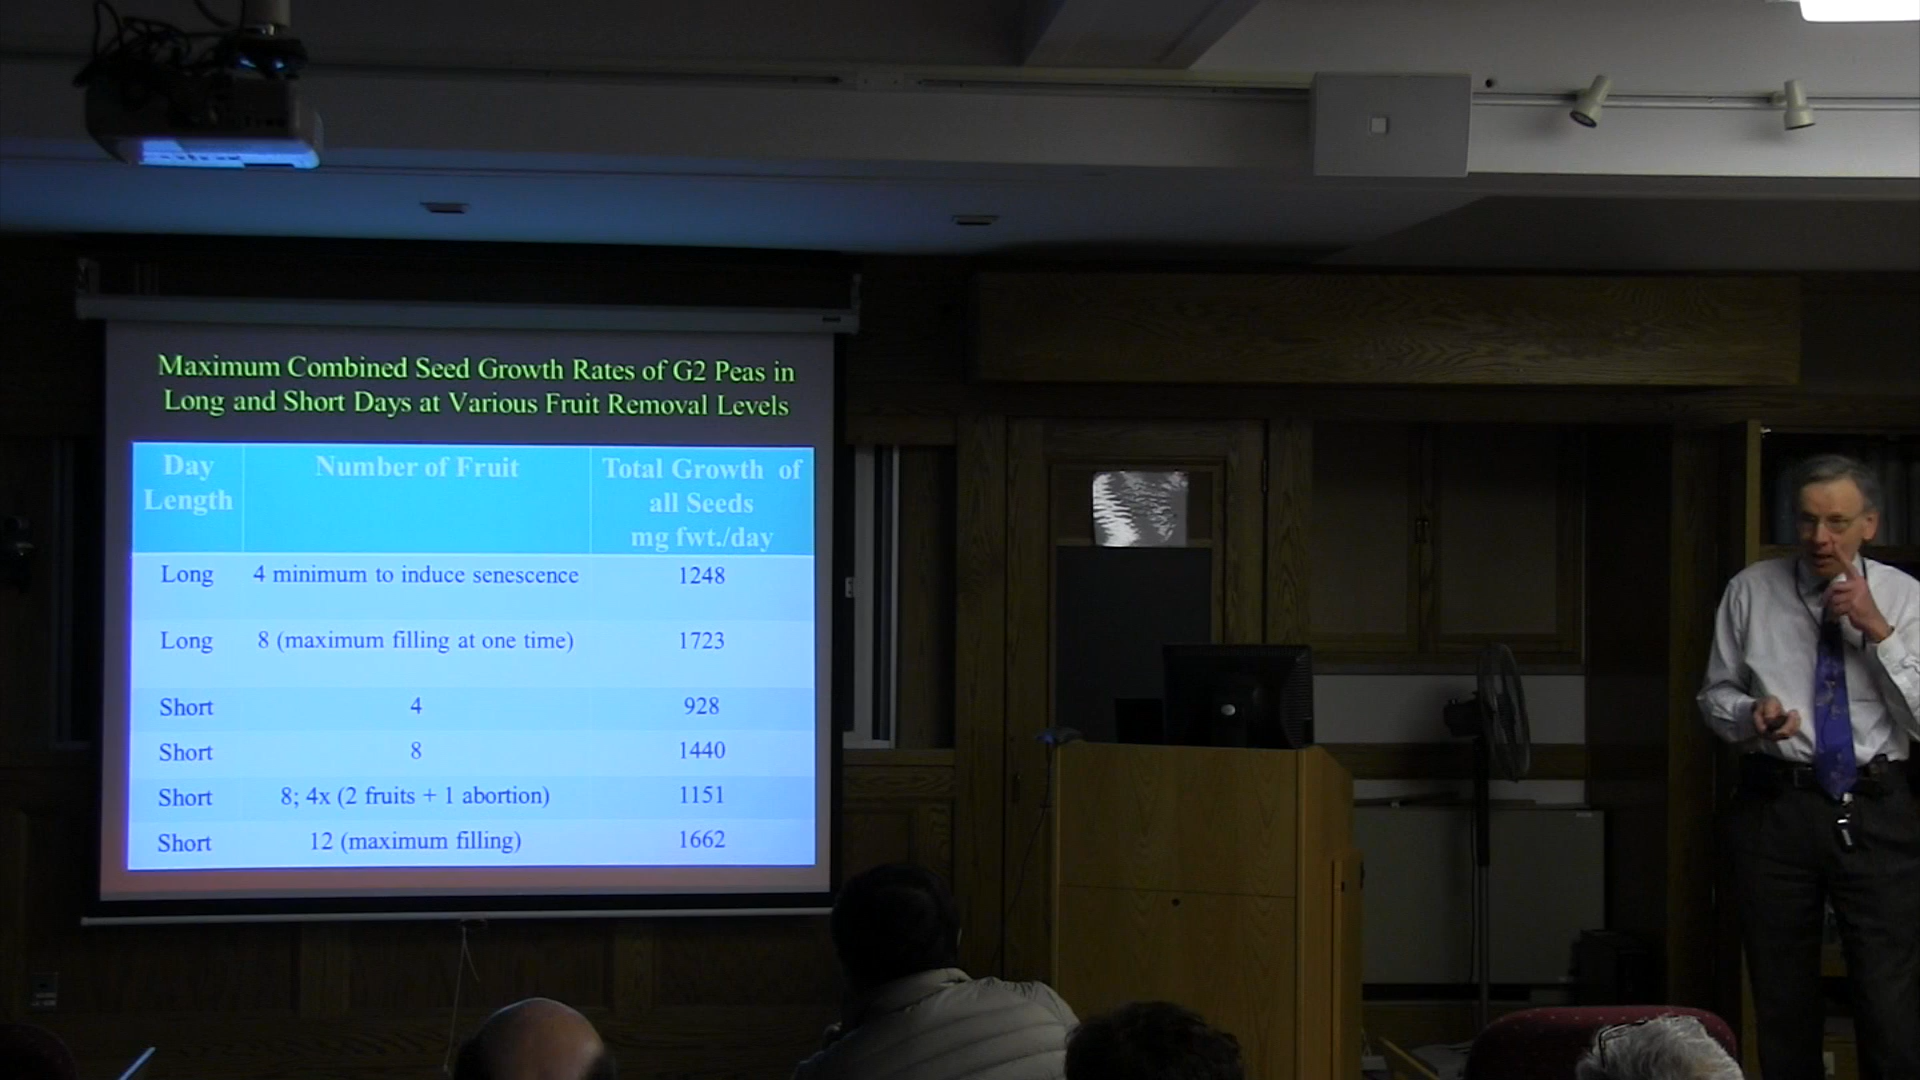 Maximum Combined Seed Growth Rates of G2 Peas in
Long and Short Days at Various Fruit Removal Levels
Day Length
Number of Fruit
Total Growth of
all Seeds
mg fwt./day
Long 4 minimum to induce senescence 1248
Long 8 (maximum filling at one time) 1723
Short 4 928
Short 8 1440
Short 8; 4x (2 fruits + 1 abortion) 1151
Short 12 (maximum filling) 1662